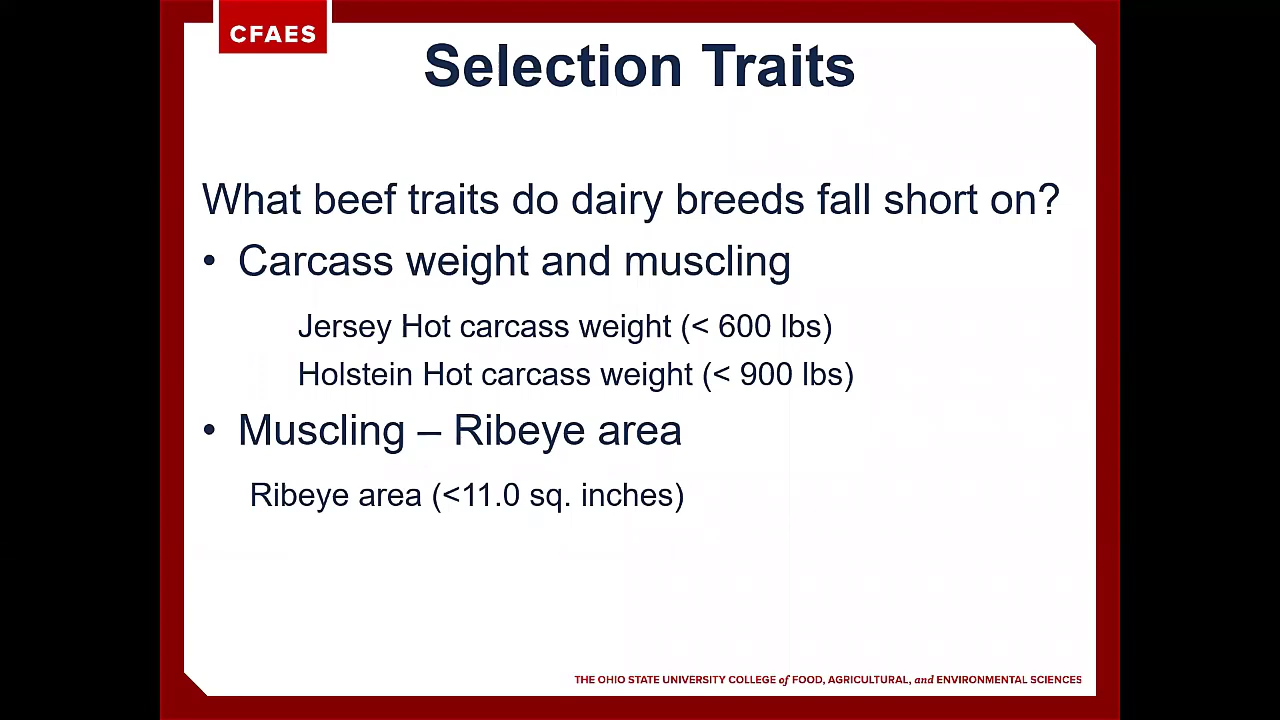 CFAES
Selection Traits
What beef traits do dairy breeds fall short on?
• Carcass weight and muscling
Jersey Hot carcass weight (< 600 lbs)
Holstein Hot carcass weight (< 900 lbs)
• Muscling – Ribeye area
Ribeye area (<11.0 sq. inches)
THE OHIO STATE UNIVERSITY COLLEGE of FOOD, AGRICULTURAL, and ENVIRONMENTAL SCIENCES